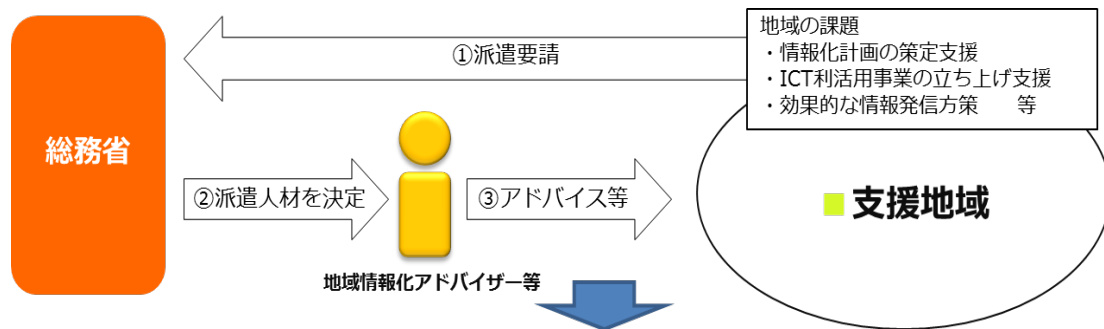 地域の課題
・情報化計画の策定支援
・ICT利活用事業の立ち上げ支援
・効果的な情報発信方策　　等
①派遣要請
総務省
②派遣人材を決定
③アドバイス等
支援地域
地域情報化アドバイザー等